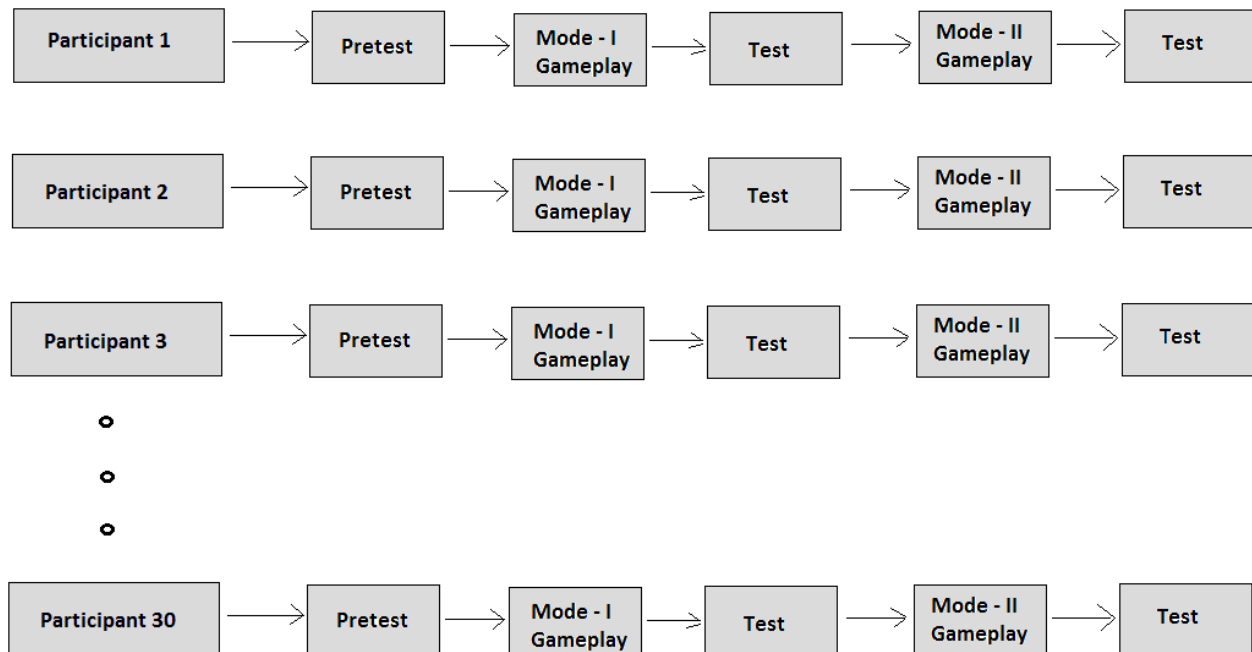 Participant 1
Pretest
Mode - I
Gameplay
Test
Mode - II
Gameplay
Test
Participant 2
Pretest
Mode - I
Gameplay
Test
Mode - II
Gameplay
Test
Participant 3
Pretest
Mode - I
Gameplay
Test
Mode - II
Gameplay
Test
Participant 30
Pretest
Mode - I
Gameplay
Test
Mode - II
Gameplay
Test